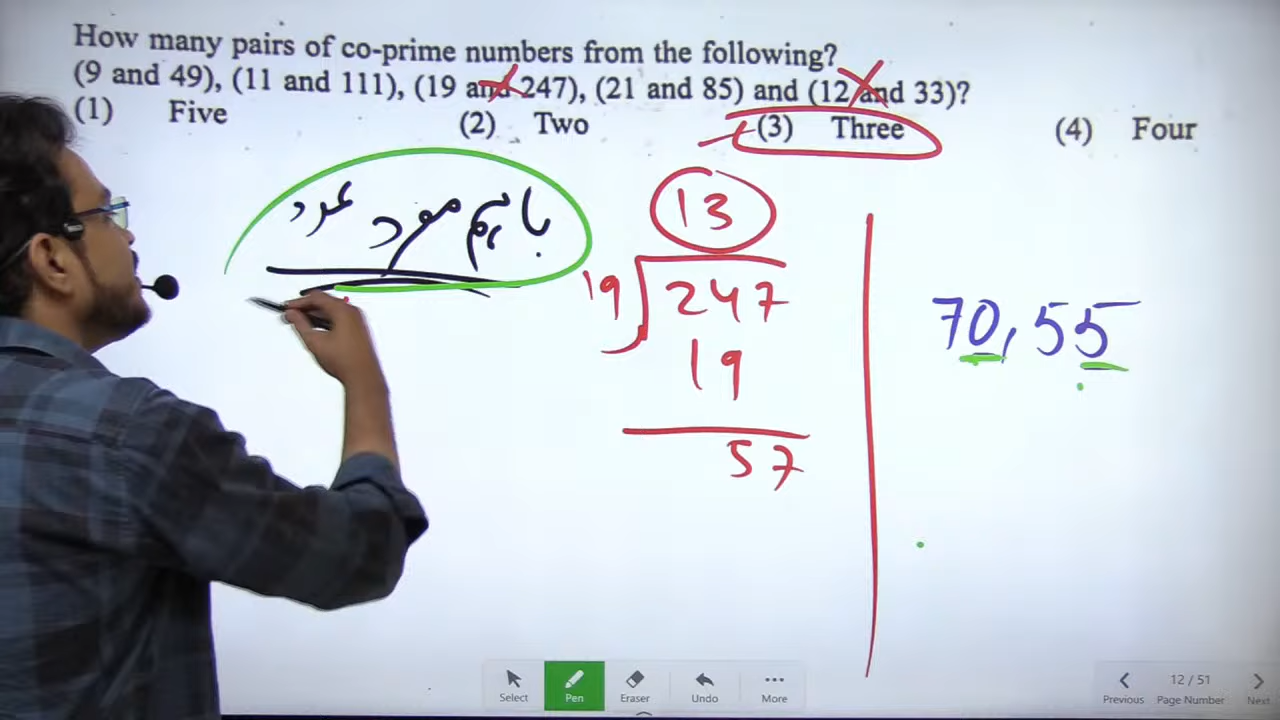 How many pairs of co-prime numbers from the following?
(9 and 49), (11 and 111), (19 and 247), (21 and 85) and (12 and 33)?
(1) Five (2) Two (3) Three (4) Four
باہم مود عدد
13
19 247
19
57
70, 55
Select Pen Eraser Undo More
12 / 51
Previous Page Number Next